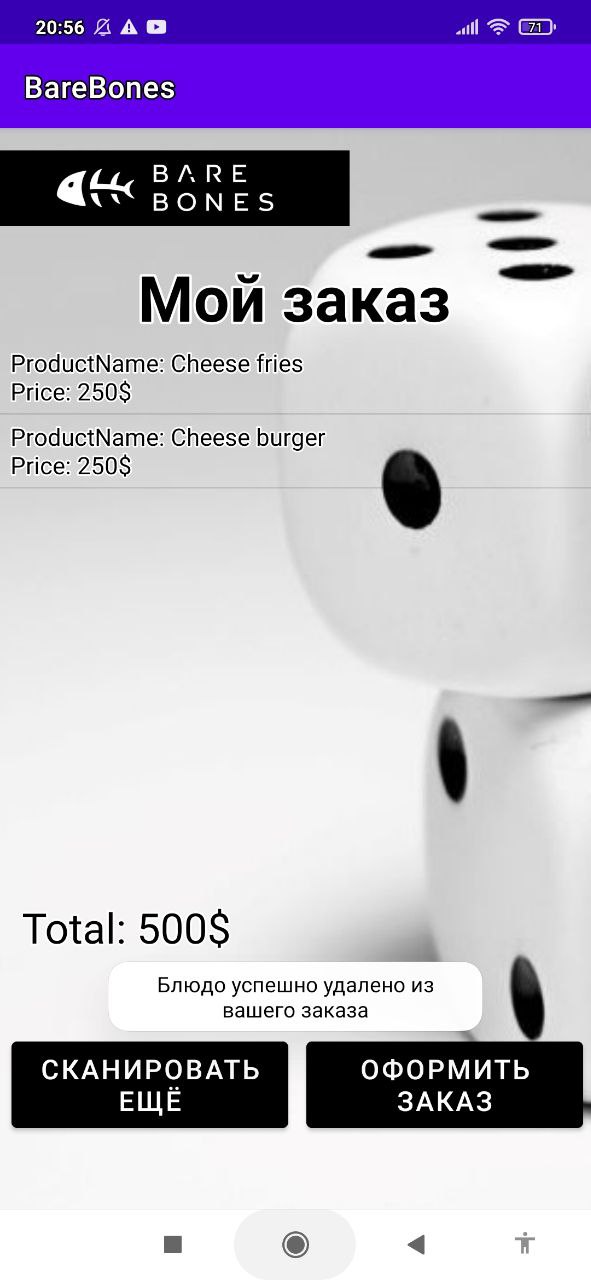 20:56
71
BareBones
BARE
BONES
Мой заказ
ProductName: Cheese fries
Price: 250$
ProductName: Cheese burger
Price: 250$
Total: 500$
Блюдо успешно удалено из
вашего заказа
СКАНИРОВАТЬ
ЕЩЁ
ОФОРМИТЬ
ЗАКАЗ